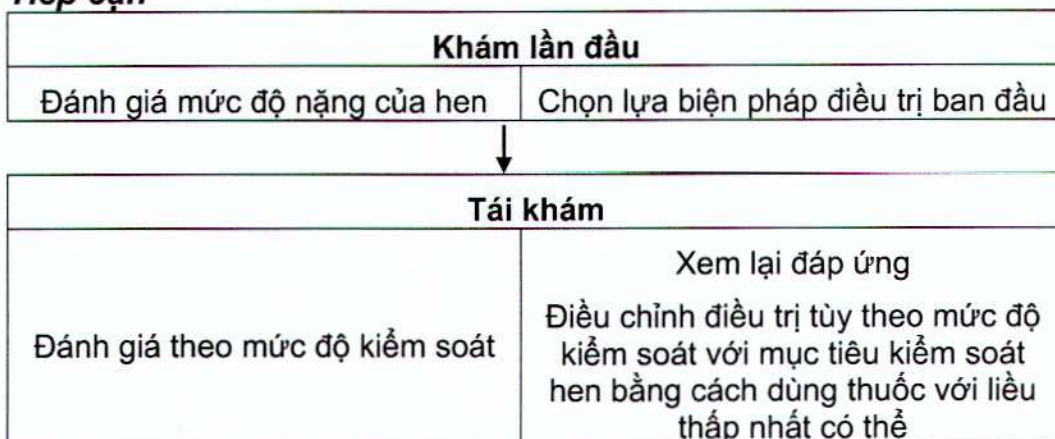 Khám lần đầu
Đánh giá mức độ nặng của hen
Chọn lựa biện pháp điều trị ban đầu
Tái khám
Đánh giá theo mức độ kiểm soát
Xem lại đáp ứng
Điều chỉnh điều trị tùy theo mức độ
kiểm soát với mục tiêu kiểm soát
hen bằng cách dùng thuốc với liều
thấp nhất có thể